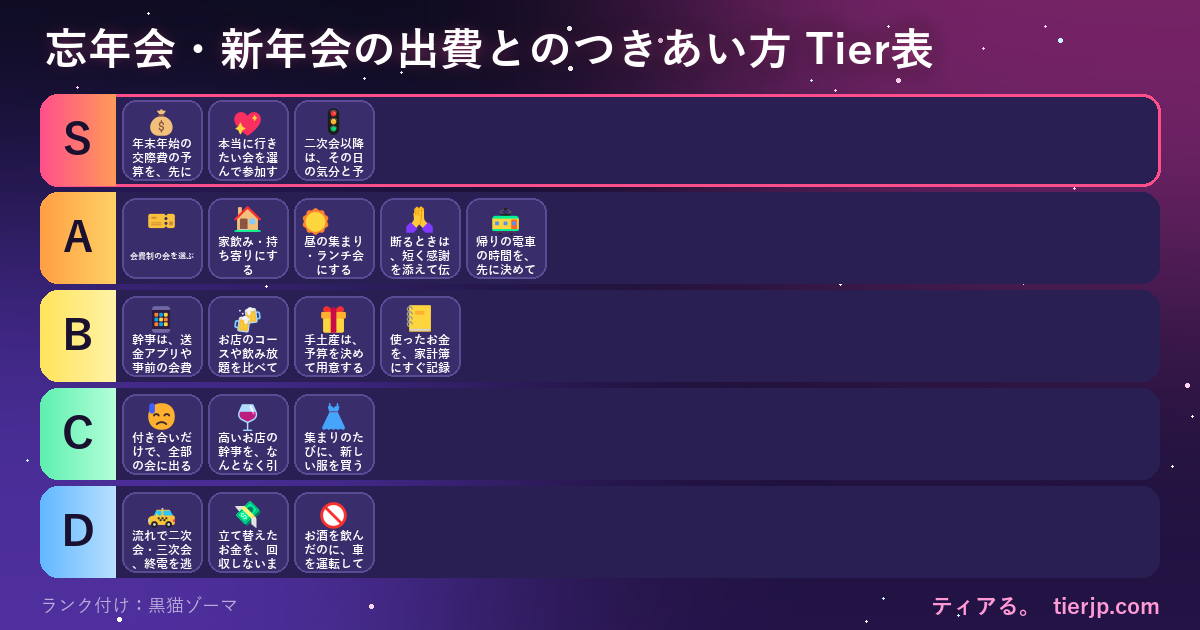 忘年会・新年会の出費とのつきあい方 Tier表
S
年末年始の
交際費の予
算を、先に
本当に行き
たい会を選
んで参加す
二次会以降
は、その日
の気分と予
A
会費制の会を選ぶ
家飲み・持
ち寄りにす
る
昼の集まり
・ランチ会
にする
断るときは
、短く感謝
を添えて伝
帰りの電車
の時間を、
先に決めて
B
幹事は、送
金アプリや
事前の会費
お店のコー
スや飲み放
題を比べて
手土産は、
予算を決め
て用意する
使ったお金
を、家計簿
にすぐ記録
C
付き合いだ
けで、全部
の会に出る
高いお店の
幹事を、な
んとなく引
集まりのた
びに、新し
い服を買う
D
流れで二次
会・三次会
、終電を逃
立て替えた
お金を、回
収しないま
お酒を飲ん
だのに、車
を運転して
ランク付け：黒猫ゾーマ
ティアる。 tierjp.com